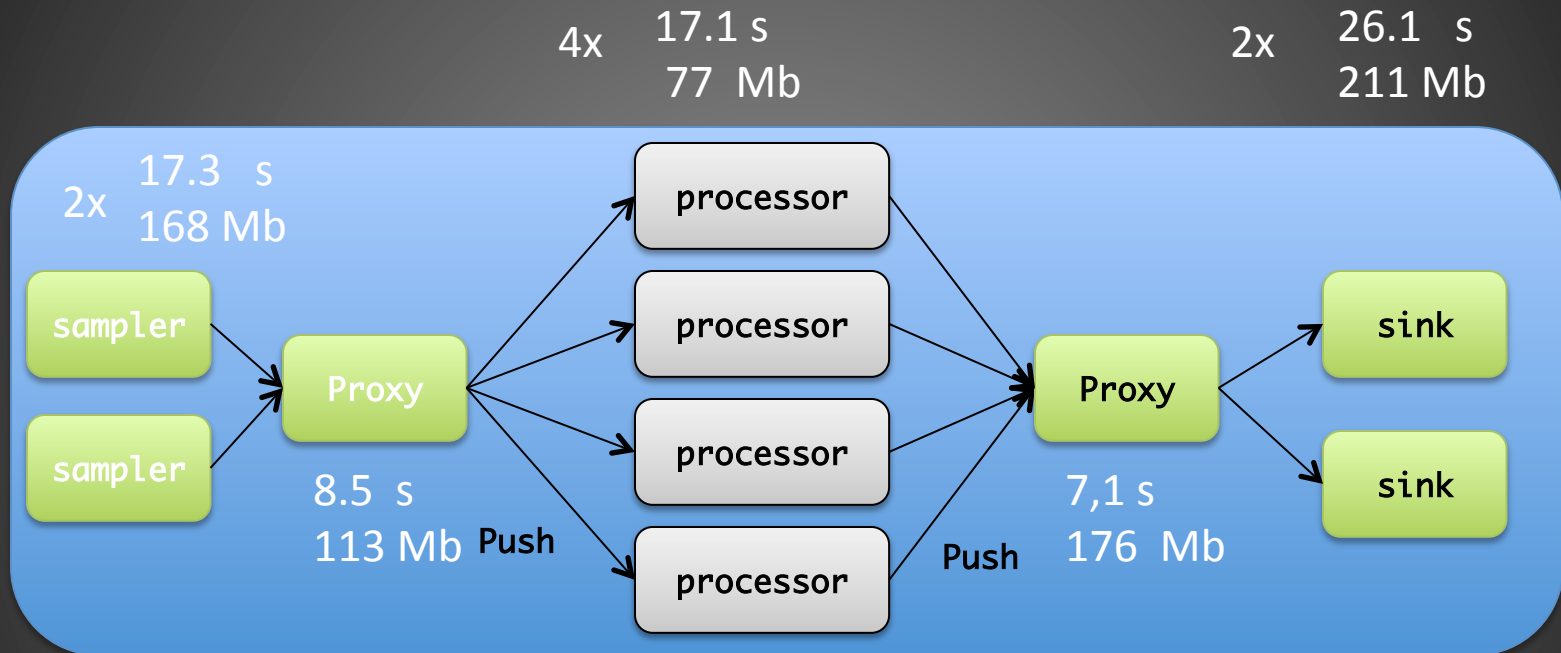 4x
17.1 s
77 Mb
2x
26.1 s
211 Mb
2x
17.3 s
168 Mb
sampler
sampler
Proxy
8.5 s
113 Mb
Push
processor
processor
processor
processor
Push
Proxy
7,1 s
176 Mb
sink
sink